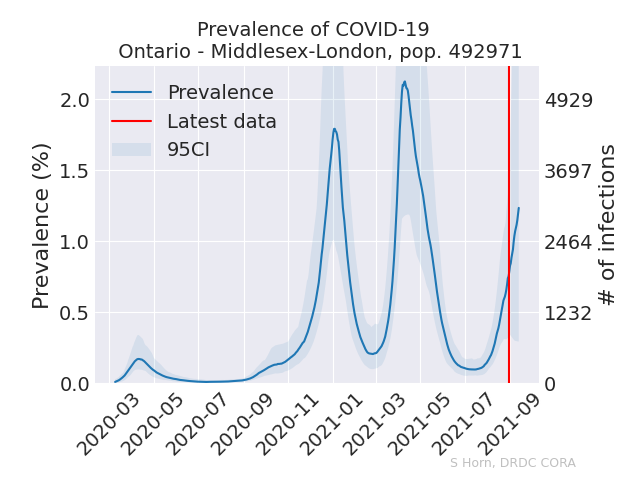 Prevalence of COVID-19
Ontario - Middlesex-London, pop. 492971
Prevalence (%)
2.0
1.5
1.0
0.5
0.0
Prevalence
Latest data
95CI
4929
3697
2464
1232
0
# of infections
2020-03
2020-05
2020-07
2020-09
2020-11
2021-01
2021-03
2021-05
2021-07
2021-09
S Horn, DRDC CORA